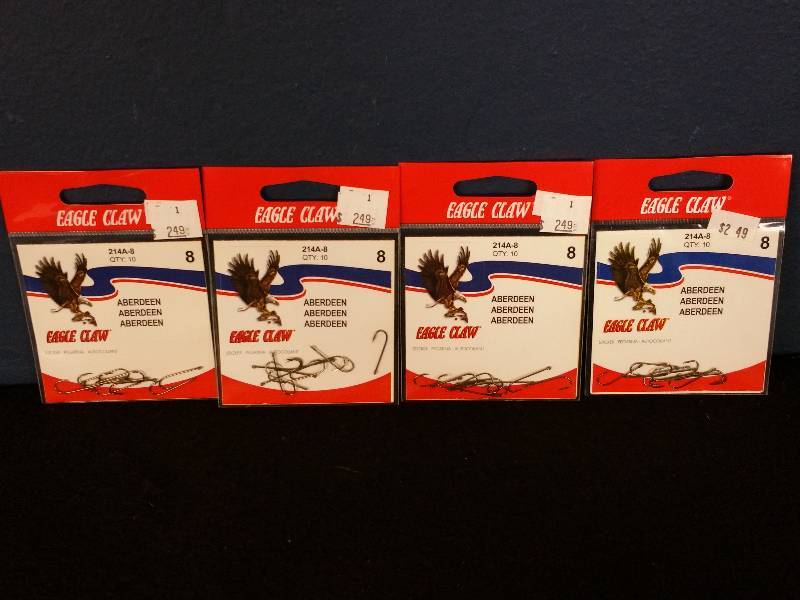 EAGLE CLAW
1
249
214A-8
QTY: 10
8
ABERDEEN
ABERDEEN
ABERDEEN
EAGLE CLAW
EAGLE CLAW
1
$ 249
214A-8
QTY: 10
8
ABERDEEN
ABERDEEN
ABERDEEN
EAGLE CLAW
EAGLE CLAW
1
$ 249
214A-8
QTY: 10
8
ABERDEEN
ABERDEEN
ABERDEEN
EAGLE CLAW
EAGLE CLAW®
$2 49
214A-8
QTY: 10
8
ABERDEEN
ABERDEEN
ABERDEEN
EAGLE CLAW